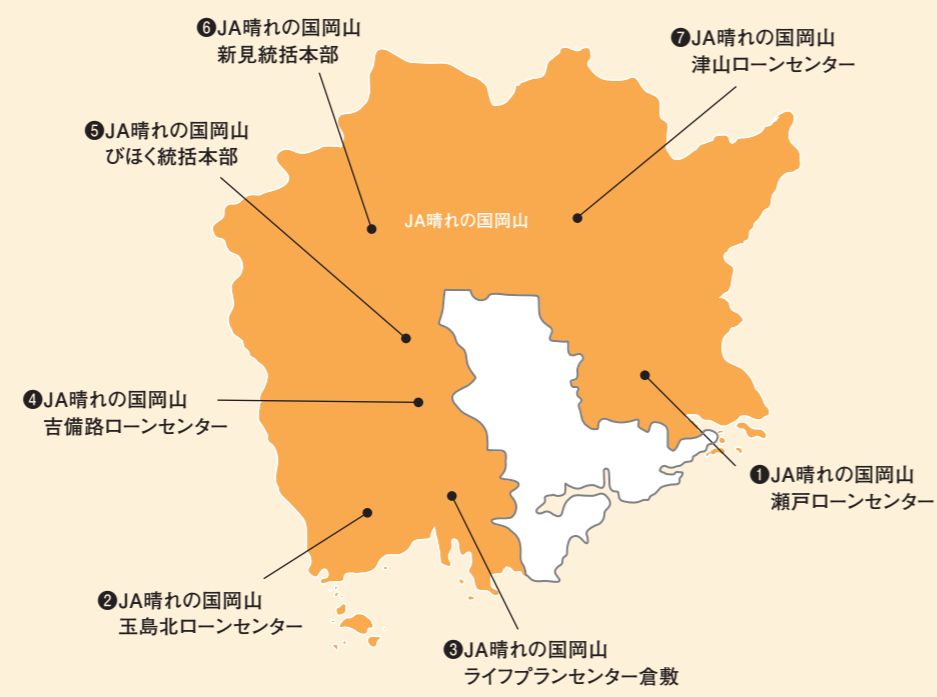 ❻JA晴れの国岡山
新見統括本部
❼JA晴れの国岡山
津山ローンセンター
❺JA晴れの国岡山
びほく統括本部
JA晴れの国岡山
❹JA晴れの国岡山
吉備路ローンセンター
❶JA晴れの国岡山
瀬戸ローンセンター
❷JA晴れの国岡山
玉島北ローンセンター
❸JA晴れの国岡山
ライフプランセンター倉敷